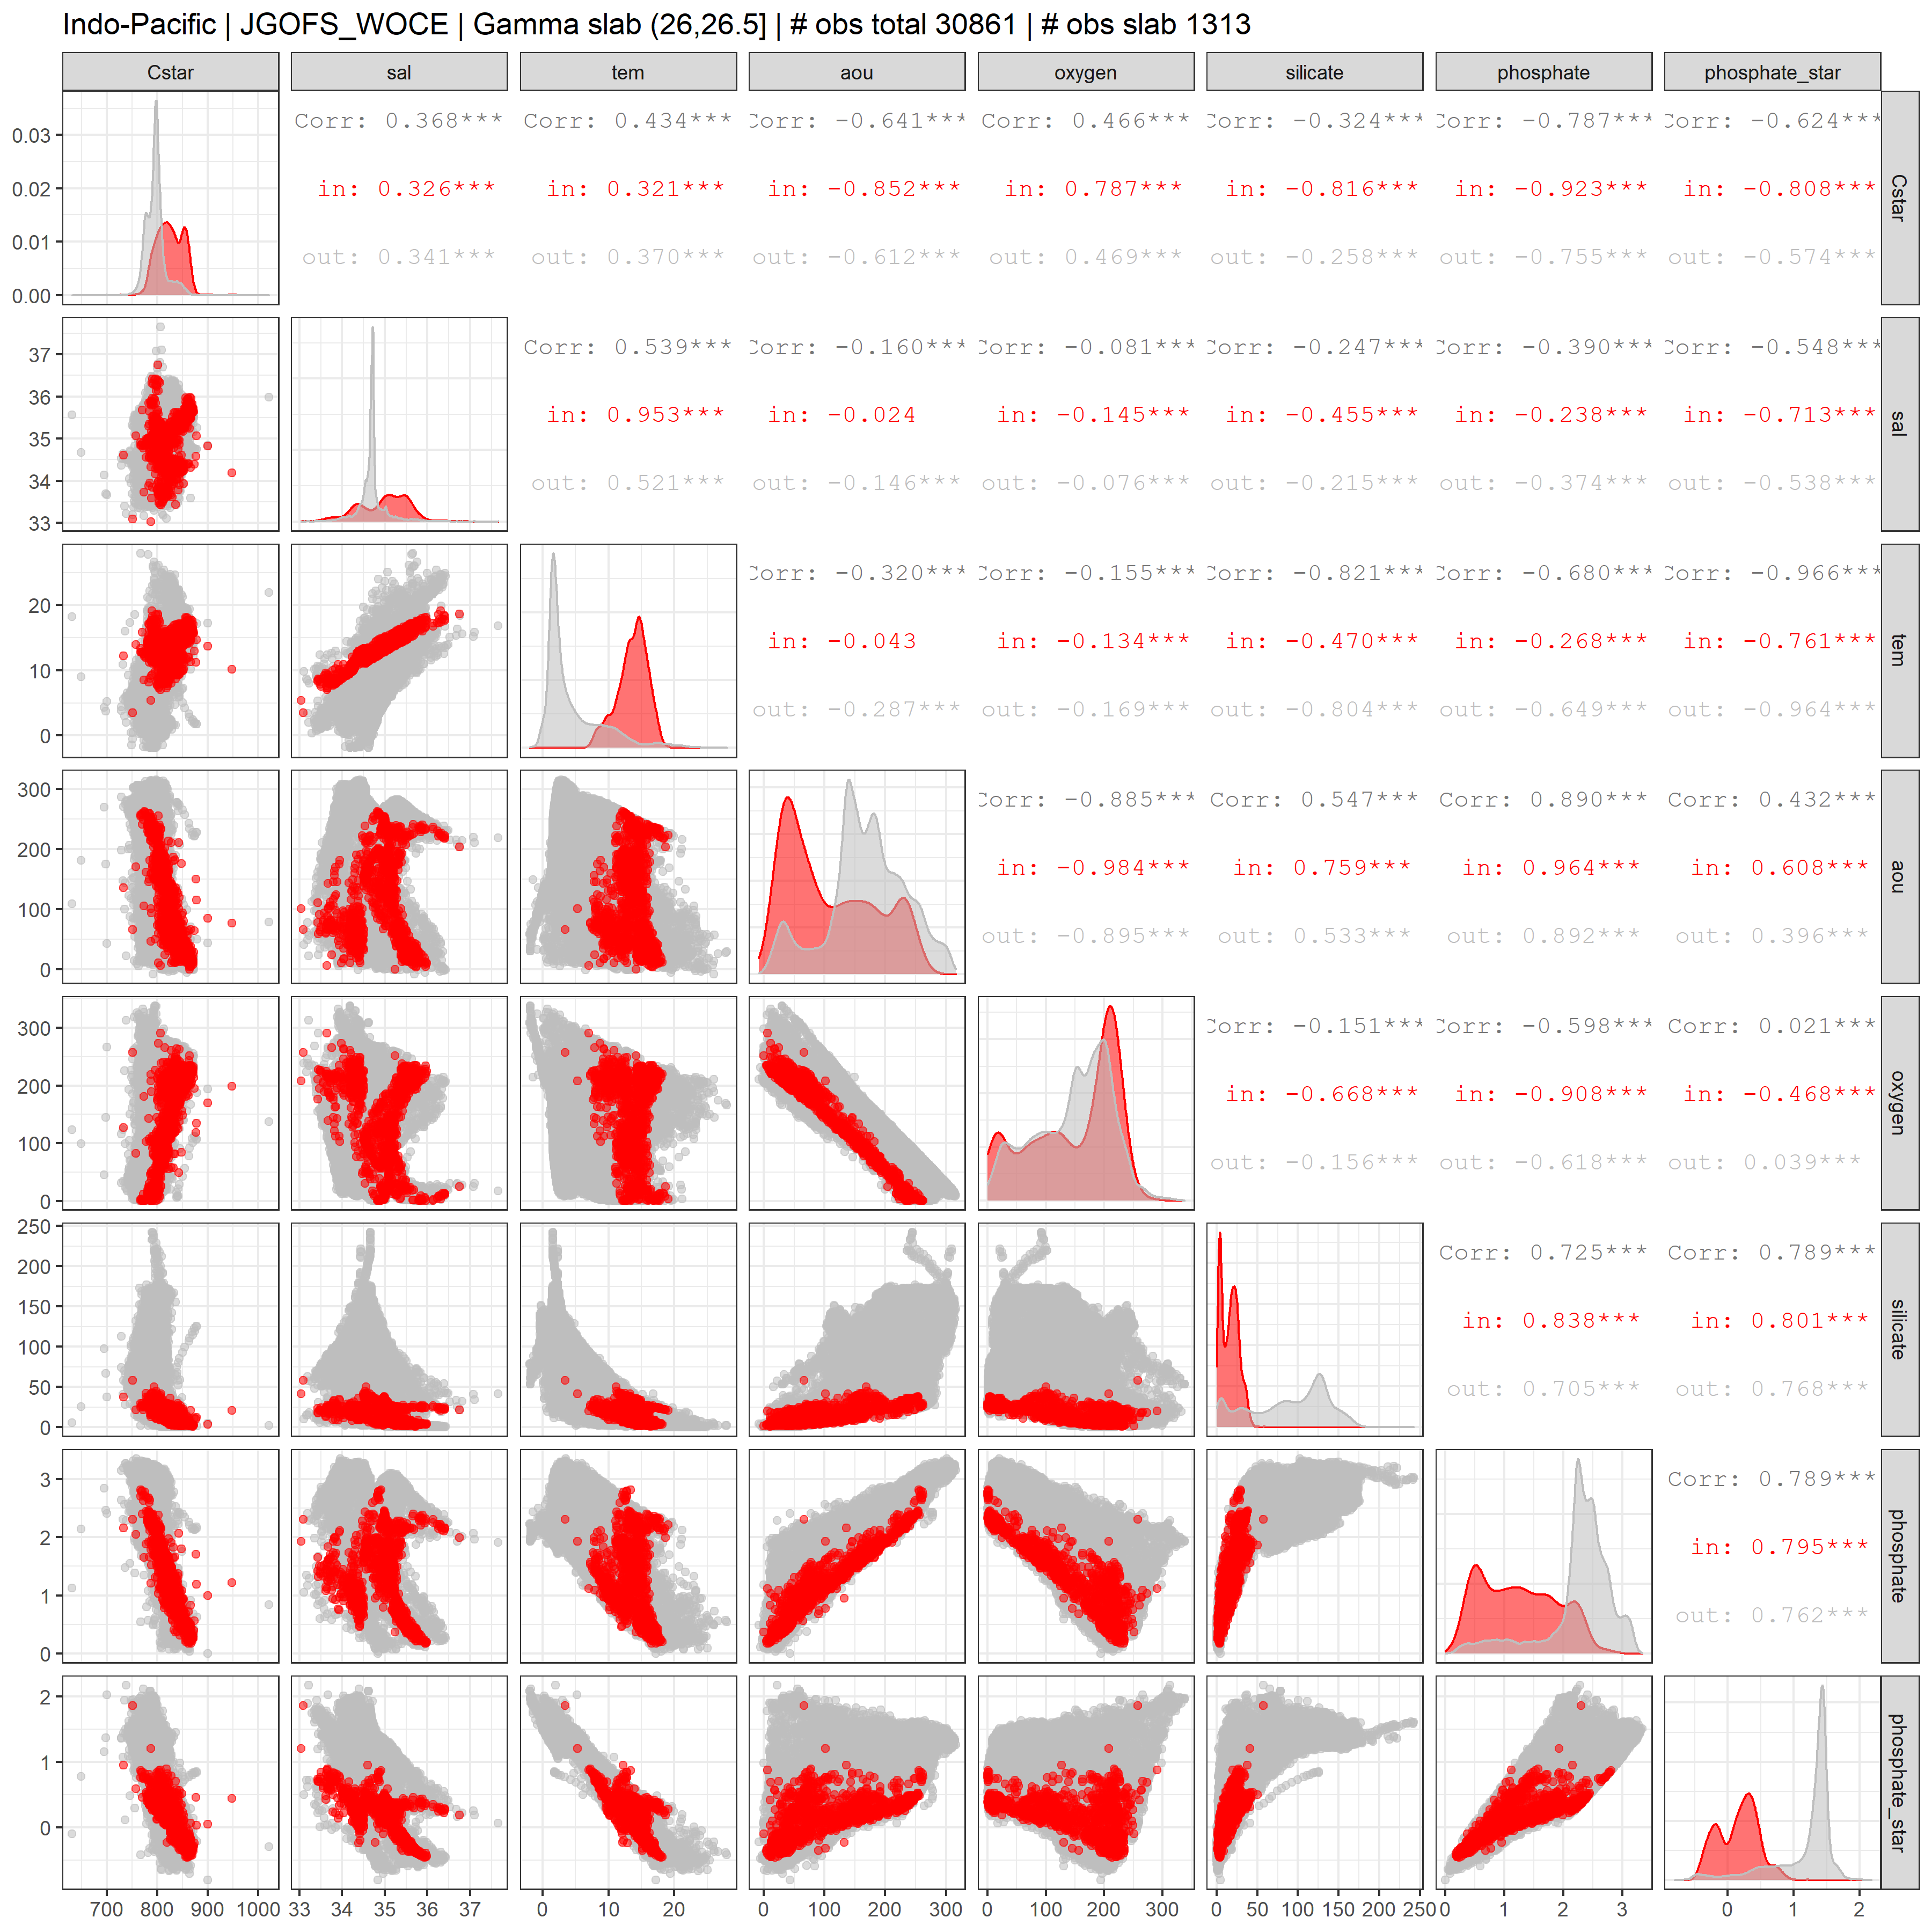 Indo-Pacific | JGOFS_WOCE | Gamma slab (26,26.5] | # obs total 30861 | # obs slab 1313
Cstar sal tem aou oxygen silicate phosphate phosphate_star
0.03 0.02 0.01 0.00
Corr: 0.368*** Corr: 0.434*** Corr: -0.641*** Corr: 0.466*** Corr: -0.324*** Corr: -0.787*** Corr: -0.624***
in: 0.326*** in: 0.321*** in: -0.852*** in: 0.787*** in: -0.816*** in: -0.923*** in: -0.808***
out: 0.341*** out: 0.370*** out: -0.612*** out: 0.469*** out: -0.258*** out: -0.755*** out: -0.574***
Cstar
37 36 35 34 33
Corr: 0.539*** Corr: -0.160*** Corr: -0.081*** Corr: -0.247*** Corr: -0.390*** Corr: -0.548***
in: 0.953*** in: -0.024 in: -0.145*** in: -0.455*** in: -0.238*** in: -0.713***
out: 0.521*** out: -0.146*** out: -0.076*** out: -0.215*** out: -0.374*** out: -0.538***
sal
20 10 0
Corr: -0.320*** Corr: -0.155*** Corr: -0.821*** Corr: -0.680*** Corr: -0.966***
in: -0.043 in: -0.134*** in: -0.470*** in: -0.268*** in: -0.761***
out: -0.287*** out: -0.169*** out: -0.804*** out: -0.649*** out: -0.964***
tem
300 200 100 0
Corr: -0.885*** Corr: 0.547*** Corr: 0.890*** Corr: 0.432***
in: -0.984*** in: 0.759*** in: 0.964*** in: 0.608***
out: -0.895*** out: 0.533*** out: 0.892*** out: 0.396***
aou
300 200 100 0
Corr: -0.151*** Corr: -0.598*** Corr: 0.021***
in: -0.668*** in: -0.908*** in: -0.468***
out: -0.156*** out: -0.618*** out: 0.039***
oxygen
250 200 150 100 50 0
Corr: 0.725*** Corr: 0.789***
in: 0.838*** in: 0.801***
out: 0.705*** out: 0.768***
silicate
3 2 1 0
Corr: 0.789***
in: 0.795***
out: 0.762***
phosphate
2 1 0
phosphate_star
700 800 900 1000 33 34 35 36 37 0 10 20 0 100 200 300 0 100 200 300 0 50 100 150 200 250 0 1 2 3 0 1 2